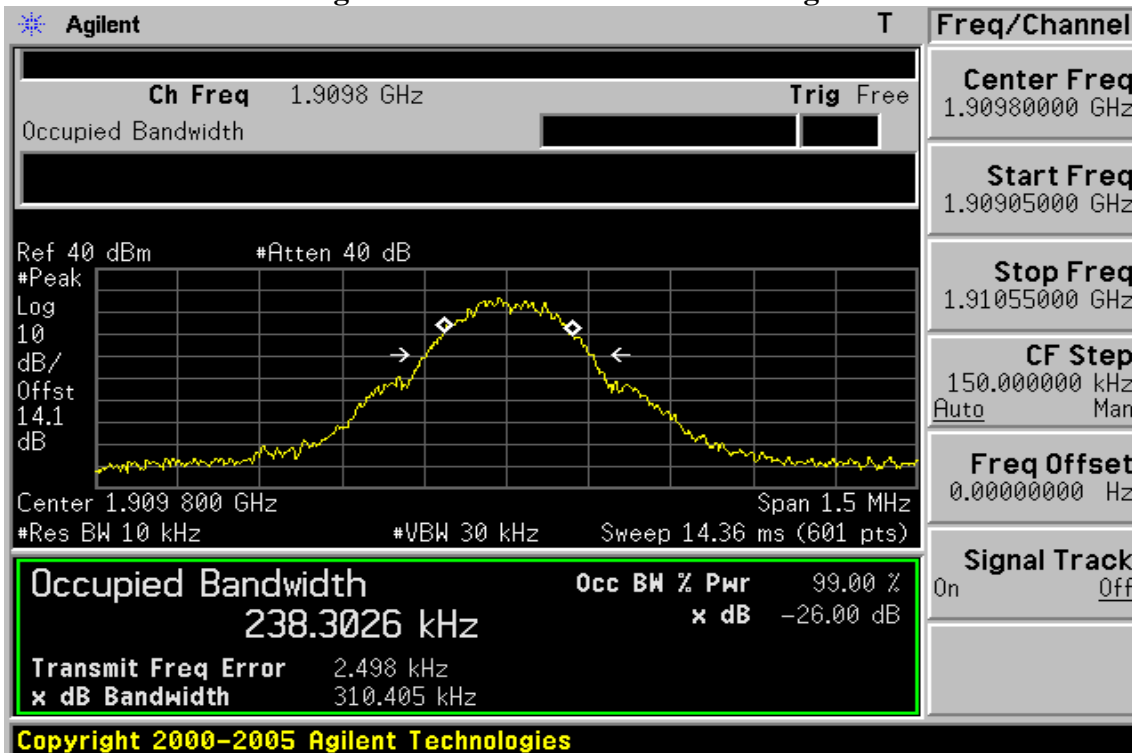 Agilent T
Freq/Channel
Ch Freq 1.9098 GHz Trig Free
Occupied Bandwidth
Center Freq
1.90980000 GHz
Start Freq
1.90905000 GHz
Stop Freq
1.91055000 GHz
CF Step
150.000000 kHz
Auto Man
Freq Offset
0.00000000 Hz
Signal Track
On Off
Ref 40 dBm #Atten 40 dB
#Peak
Log
10
dB/
Offst
14.1
dB
Center 1.909 800 GHz Span 1.5 MHz
#Res BW 10 kHz #VBW 30 kHz Sweep 14.36 ms (601 pts)
Occupied Bandwidth Occ BW % Pwr 99.00 %
238.3026 kHz x dB -26.00 dB
Transmit Freq Error 2.498 kHz
x dB Bandwidth 310.405 kHz
Copyright 2000-2005 Agilent Technologies